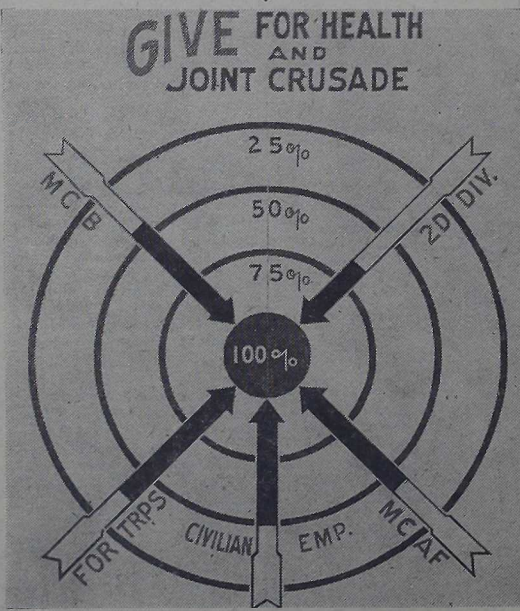 GIVE FOR HEALTH
AND
JOINT CRUSADE
25%
50%
75%
100%
MCB
2D DIV.
FOR TRPS
CIVILIAN EMP.
MCAF